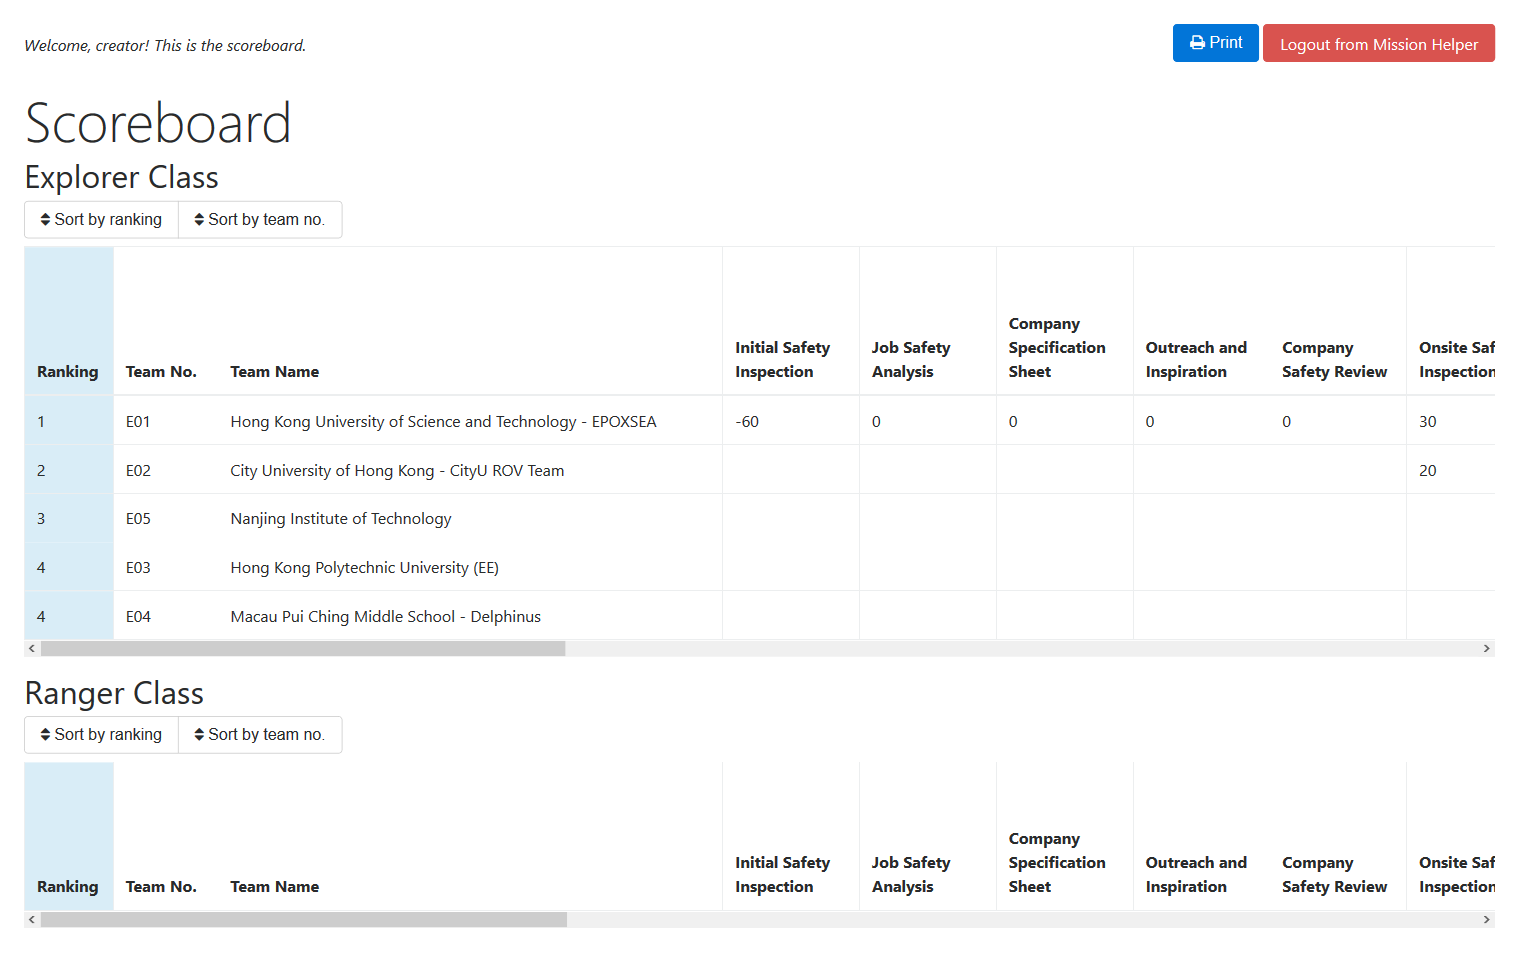 Welcome, creator! This is the scoreboard.
Print
Logout from Mission Helper
Scoreboard
Explorer Class
Sort by ranking
Sort by team no.
Ranking
Team No.
Team Name
Initial Safety
Inspection
Job Safety
Analysis
Company
Specification
Sheet
Outreach and
Inspiration
Company
Safety Review
Onsite Saf
Inspection
1 E01 Hong Kong University of Science and Technology - EPOXSEA -60 0 0 0 0 30
2 E02 City University of Hong Kong - CityU ROV Team 20
3 E05 Nanjing Institute of Technology
4 E03 Hong Kong Polytechnic University (EE)
4 E04 Macau Pui Ching Middle School - Delphinus
Ranger Class
Sort by ranking
Sort by team no.
Ranking
Team No.
Team Name
Initial Safety
Inspection
Job Safety
Analysis
Company
Specification
Sheet
Outreach and
Inspiration
Company
Safety Review
Onsite Saf
Inspection